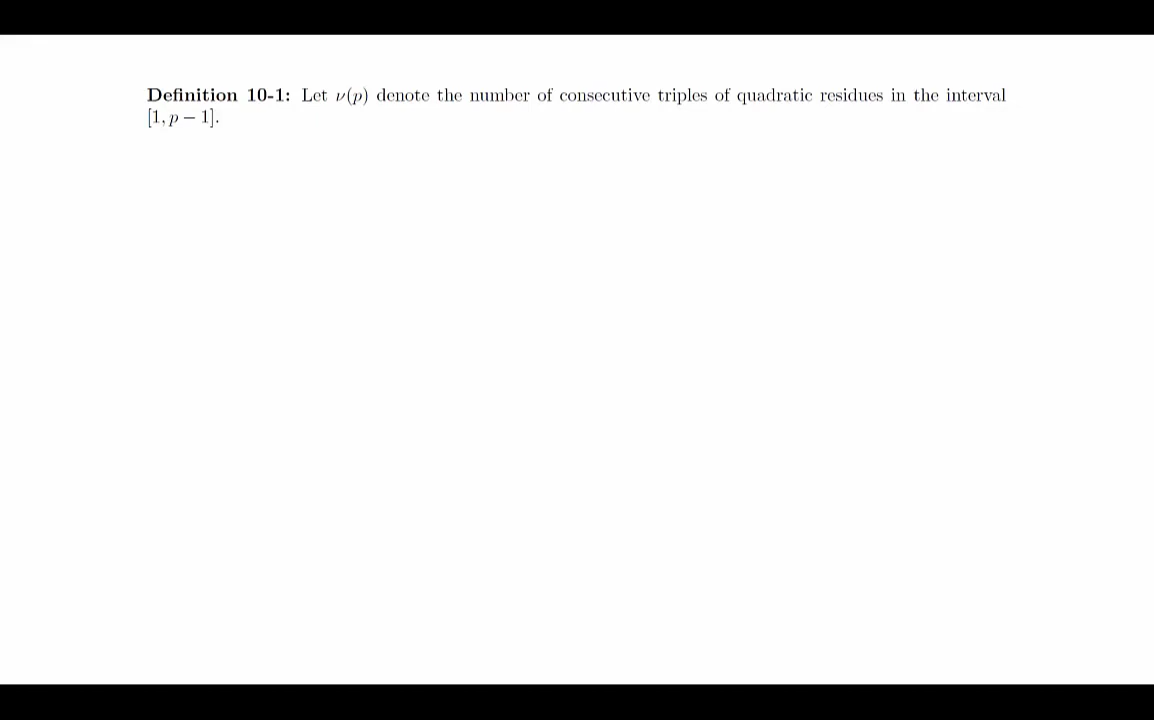 Definition 10-1: Let ν(p) denote the number of consecutive triples of quadratic residues in the interval
[1, p − 1].